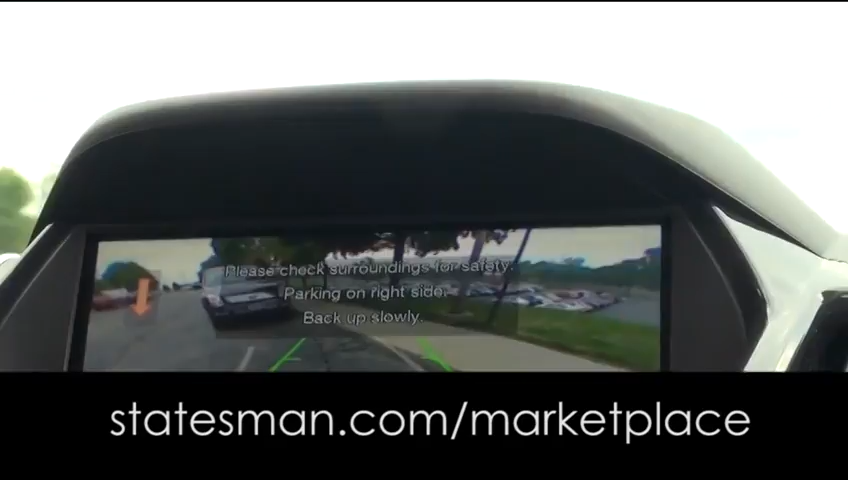 Please check surroundings for safety.
Parking on right side.
Back up slowly.
statesman.com/marketplace